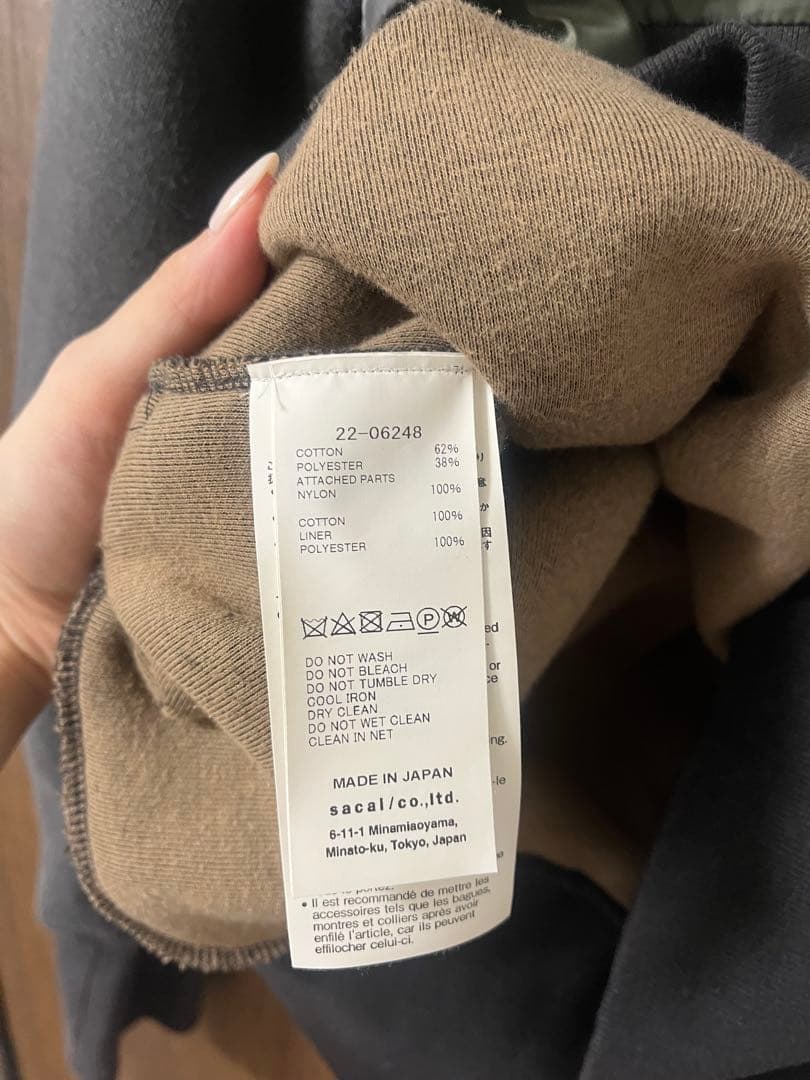 22-06248
COTTON 62%
POLYESTER 38%
ATTACHED PARTS
NYLON 100%
COTTON 100%
LINER
POLYESTER 100%
DO NOT WASH
DO NOT BLEACH
DO NOT TUMBLE DRY
COOL IRON
DRY CLEAN
DO NOT WET CLEAN
CLEAN IN NET
MADE IN JAPAN
sacai/co.,ltd.
6-11-1 Minamiaoyama,
Minato-ku, Tokyo, Japan
• Il est recommandé de mettre les
accessoires tels que les bagues,
montres et colliers après avoir
enfilé l'article, car ils peuvent
effilocher celui-ci.